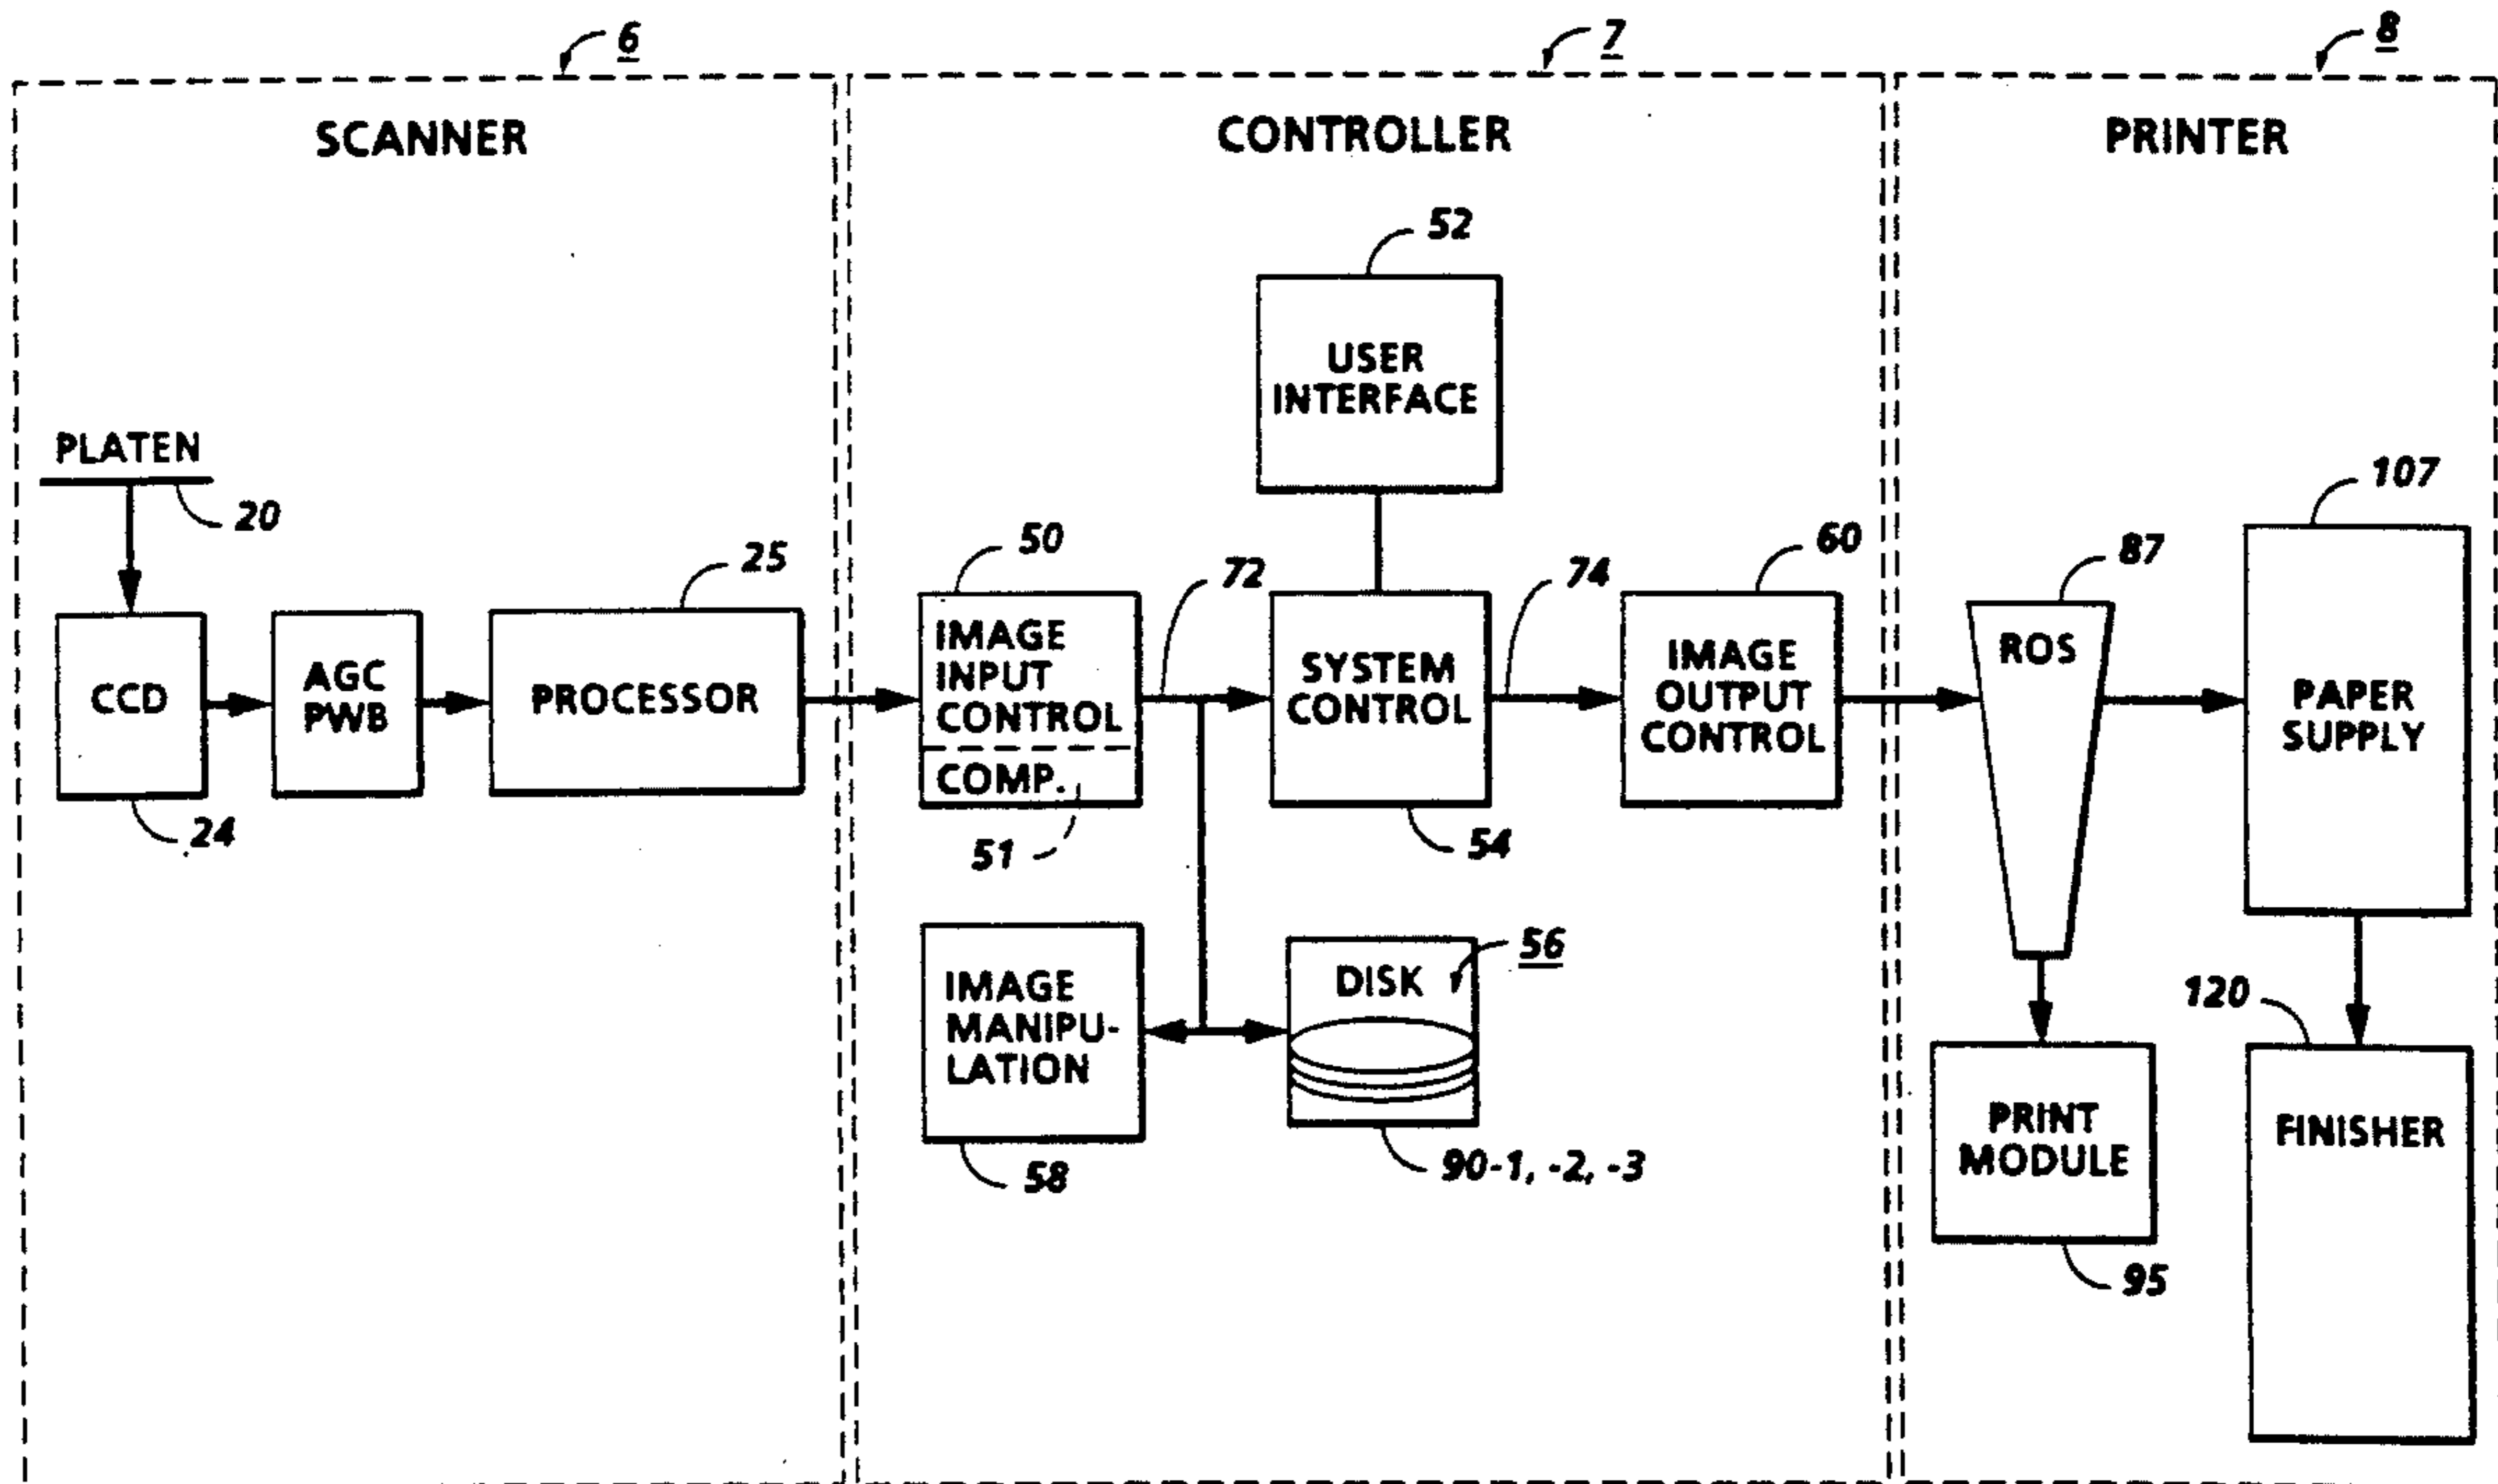 6
7
8
SCANNER
CONTROLLER
PRINTER
52
USER
INTERFACE
PLATEN
20
107
25
50
72
74
60
87
CCD
24
AGC
PWB
PROCESSOR
IMAGE
INPUT
CONTROL
COMP.
51
SYSTEM
CONTROL
54
IMAGE
OUTPUT
CONTROL
ROS
PAPER
SUPPLY
IMAGE
MANIPU-
LATION
58
DISK
56
90-1, -2, -3
120
PRINT
MODULE
95
FINISHER